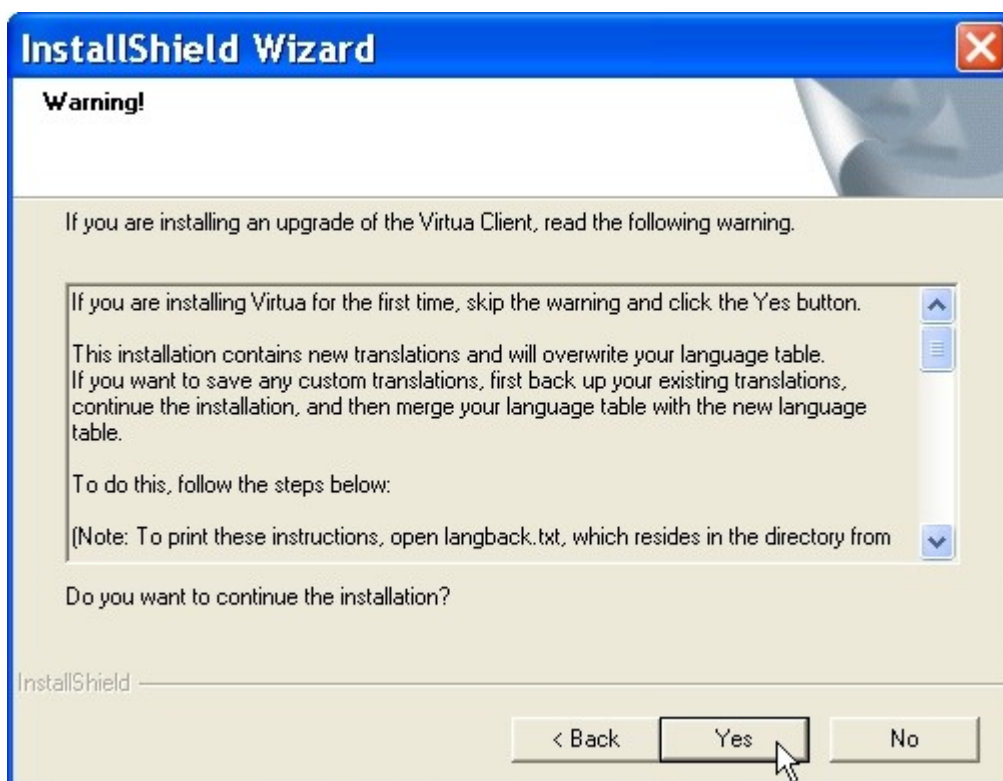 InstallShield Wizard
Warning!
If you are installing an upgrade of the Virtua Client, read the following warning.
If you are installing Virtua for the first time, skip the warning and click the Yes button.
This installation contains new translations and will overwrite your language table.
If you want to save any custom translations, first back up your existing translations,
continue the installation, and then merge your language table with the new language
table.
To do this, follow the steps below:
(Note: To print these instructions, open langback.txt, which resides in the directory from
Do you want to continue the installation?
InstallShield
< Back Yes No